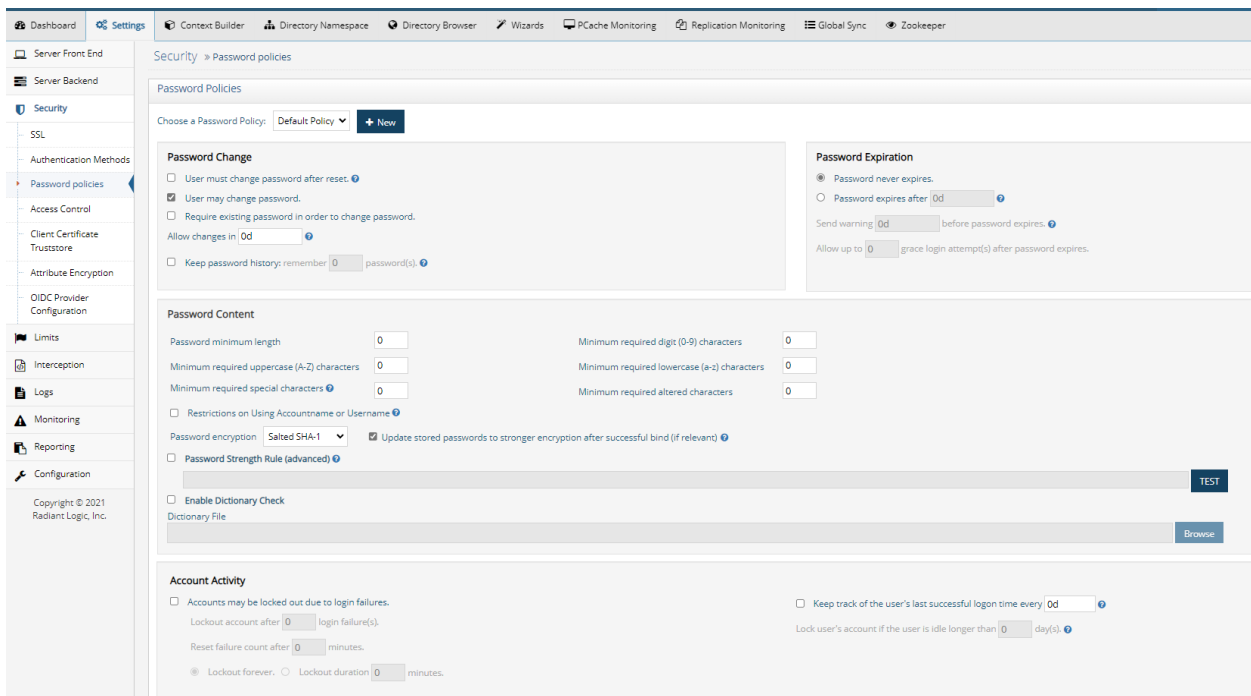 Dashboard Settings Context Builder Directory Namespace Directory Browser Wizards PCache Monitoring Replication Monitoring Global Sync Zookeeper
Server Front End
Server Backend
Security
SSL
Authentication Methods
Password policies
Access Control
Client Certificate
Truststore
Attribute Encryption
OIDC Provider
Configuration
Limits
Interception
Logs
Monitoring
Reporting
Configuration
Copyright © 2021
Radiant Logic, Inc.
Security » Password policies
Password Policies
Choose a Password Policy: Default Policy + New
Password Change
User must change password after reset. ?
User may change password.
Require existing password in order to change password.
Allow changes in 0d ?
Keep password history: remember 0 password(s). ?
Password Expiration
Password never expires.
Password expires after 0d ?
Send warning 0d before password expires. ?
Allow up to 0 grace login attempt(s) after password expires.
Password Content
Password minimum length 0 Minimum required digit (0-9) characters 0
Minimum required uppercase (A-Z) characters 0 Minimum required lowercase (a-z) characters 0
Minimum required special characters ? 0 Minimum required altered characters 0
Restrictions on Using Accountname or Username ?
Password encryption Salted SHA-1 Update stored passwords to stronger encryption after successful bind (if relevant) ?
Password Strength Rule (advanced) ?
TEST
Enable Dictionary Check
Dictionary File
Browse
Account Activity
Accounts may be locked out due to login failures.
Lockout account after 0 login failure(s).
Reset failure count after 0 minutes.
Lockout forever. Lockout duration 0 minutes.
Keep track of the user's last successful logon time every 0d ?
Lock user's account if the user is idle longer than 0 day(s). ?